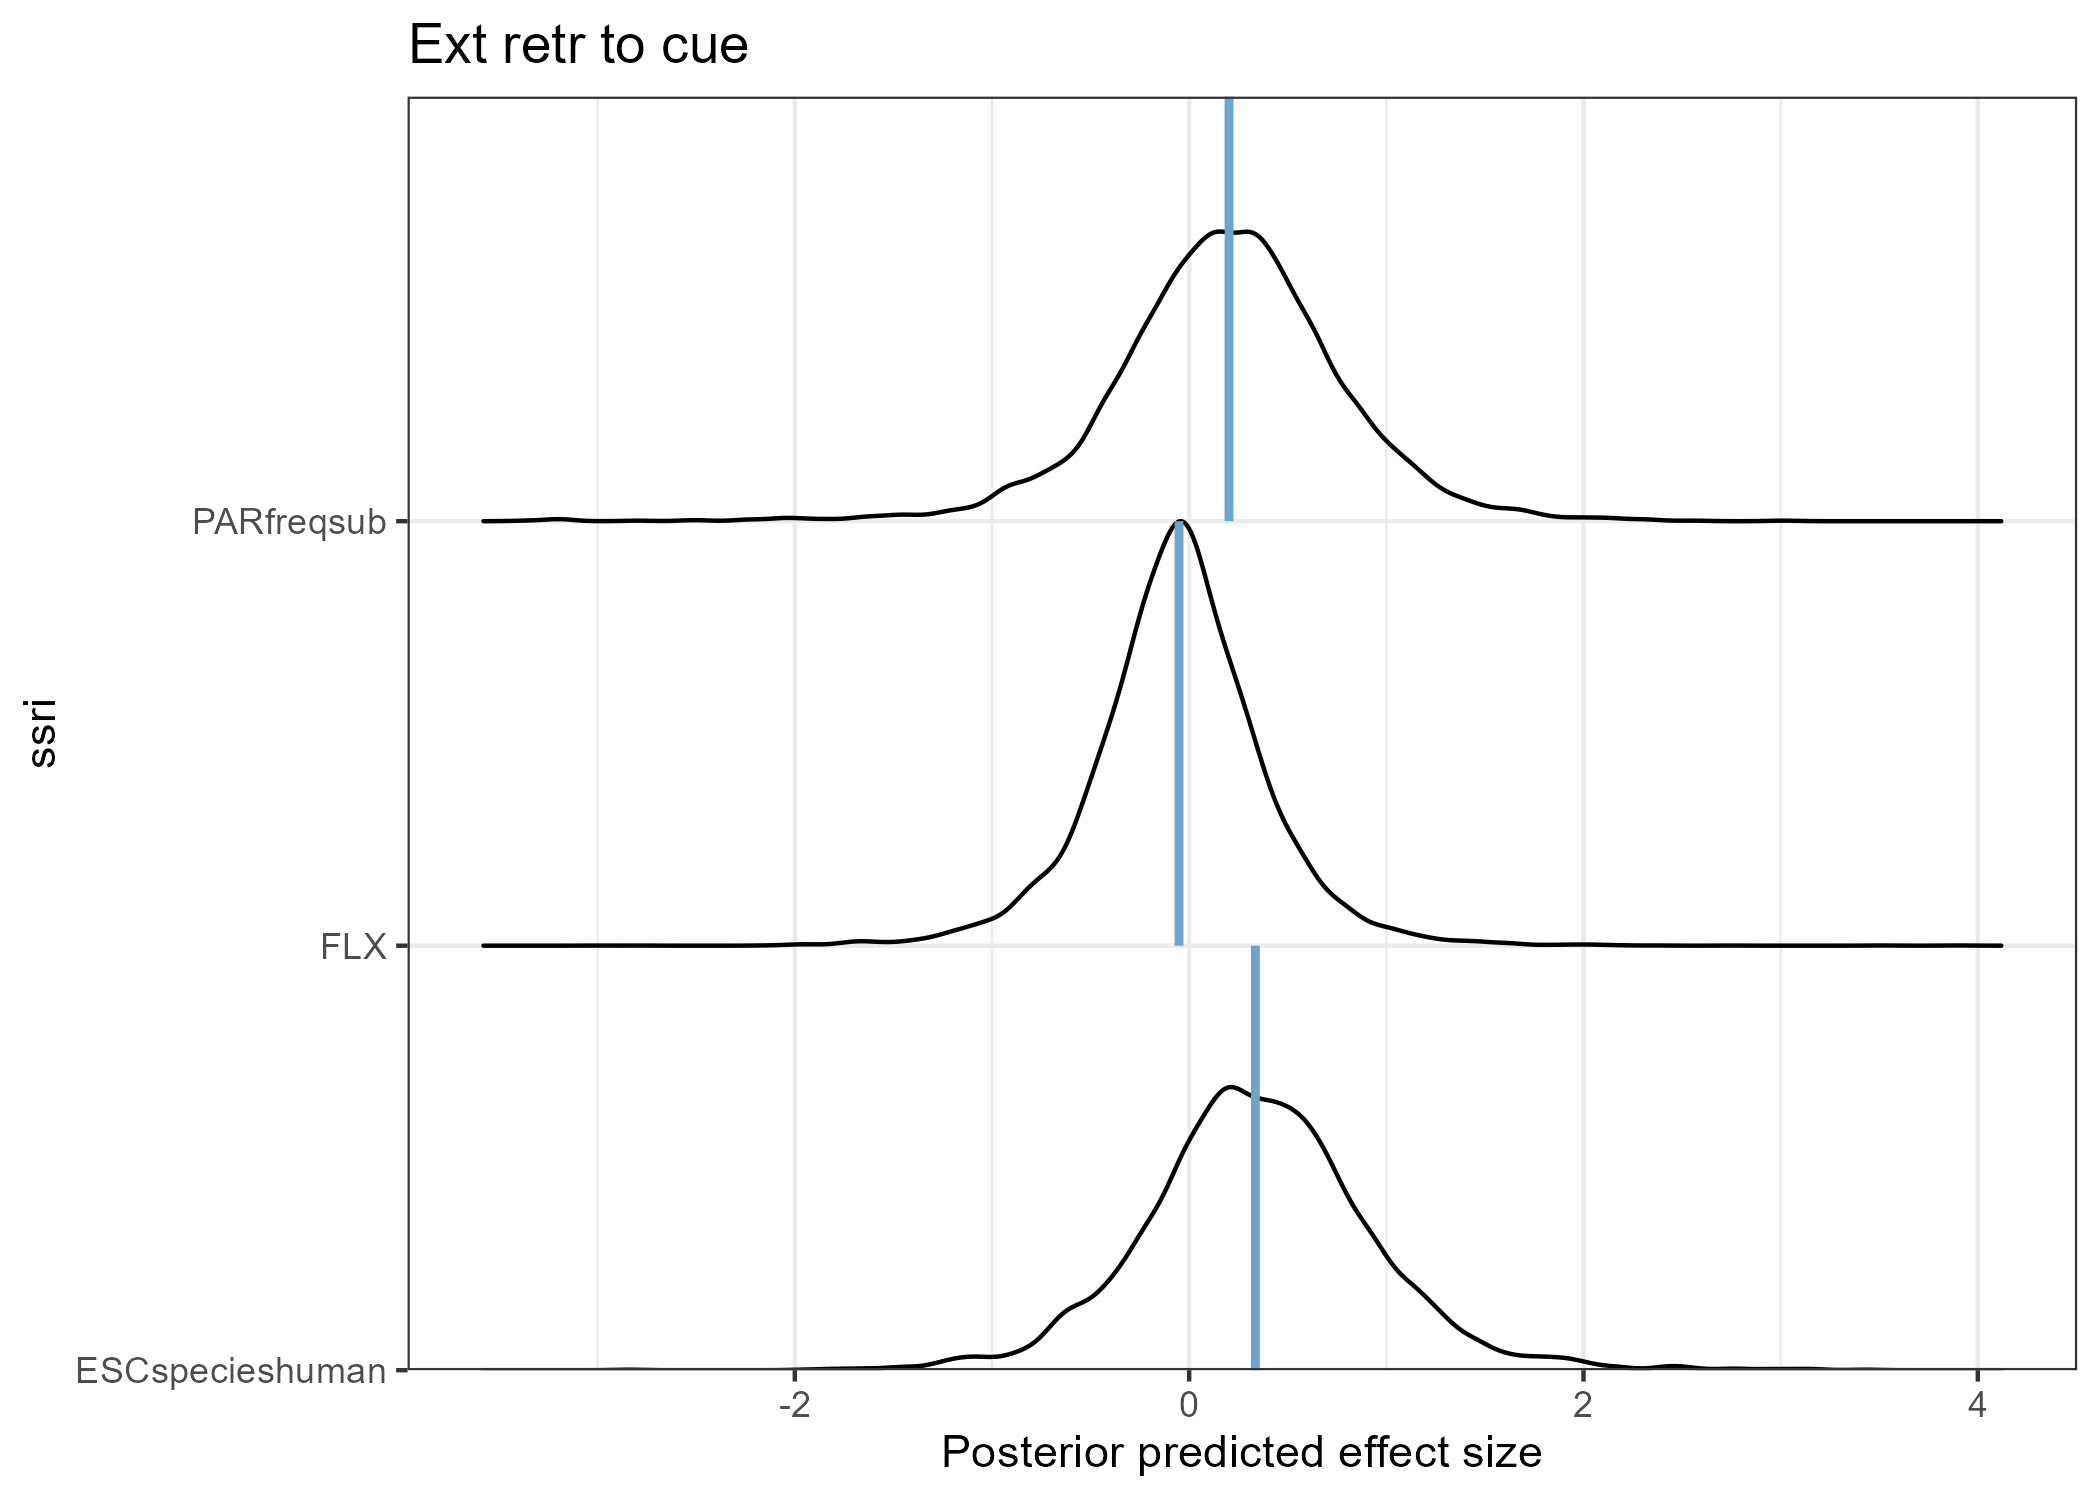 Ext retr to cue
ssri
PARfreqsub
FLX
ESCspecieshuman
-2 0 2 4
Posterior predicted effect size